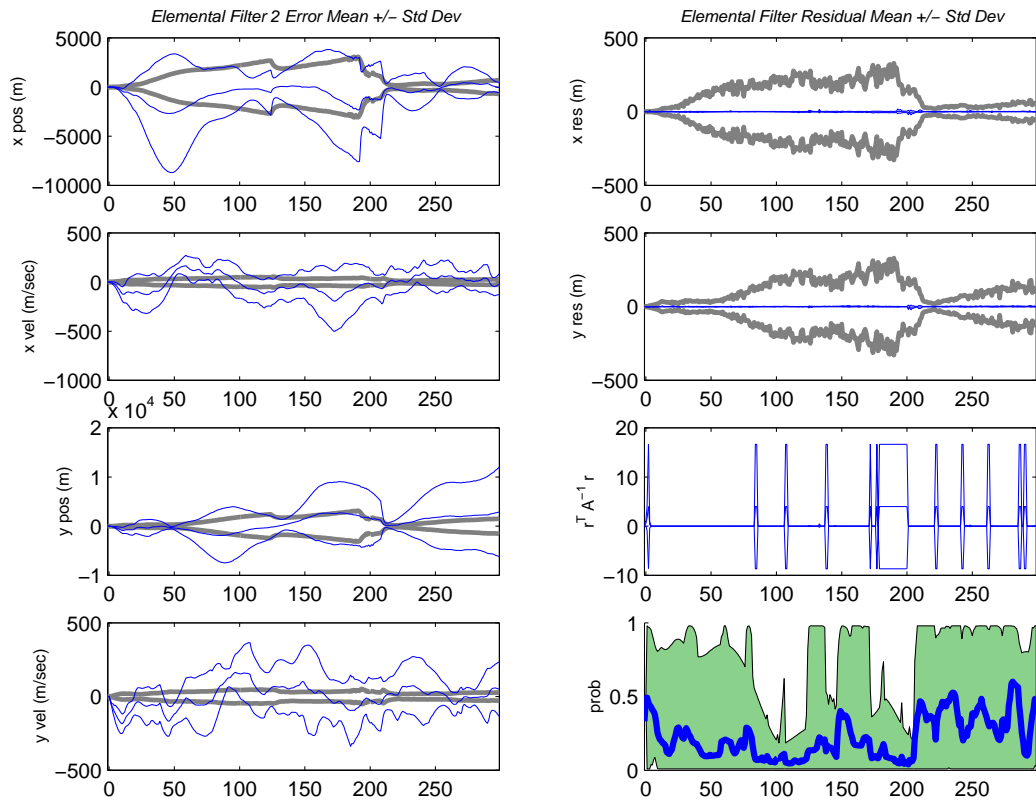 Elemental Filter 2 Error Mean +/− Std Dev
5000
0
−5000
−10000
x pos (m)
0 50 100 150 200 250
500
0
−500
−1000
x vel (m/sec)
0 50 100 150 200 250
x 10^4
2
1
0
−1
y pos (m)
0 50 100 150 200 250
500
0
−500
y vel (m/sec)
0 50 100 150 200 250
Elemental Filter Residual Mean +/− Std Dev
500
0
−500
x res (m)
0 50 100 150 200 250
500
0
−500
y res (m)
0 50 100 150 200 250
20
10
0
−10
r^T A^−1 r
0 50 100 150 200 250
1
0.5
0
prob
0 50 100 150 200 250